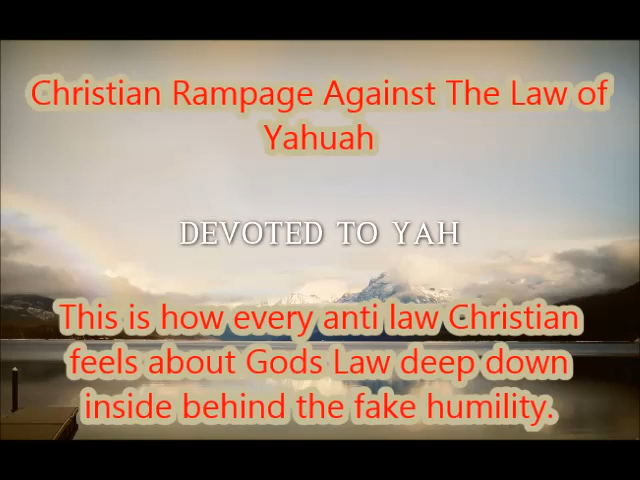 Christian Rampage Against The Law of
Yahuah
DEVOTED TO YAH
This is how every anti law Christian
feels about Gods Law deep down
inside behind the fake humility.